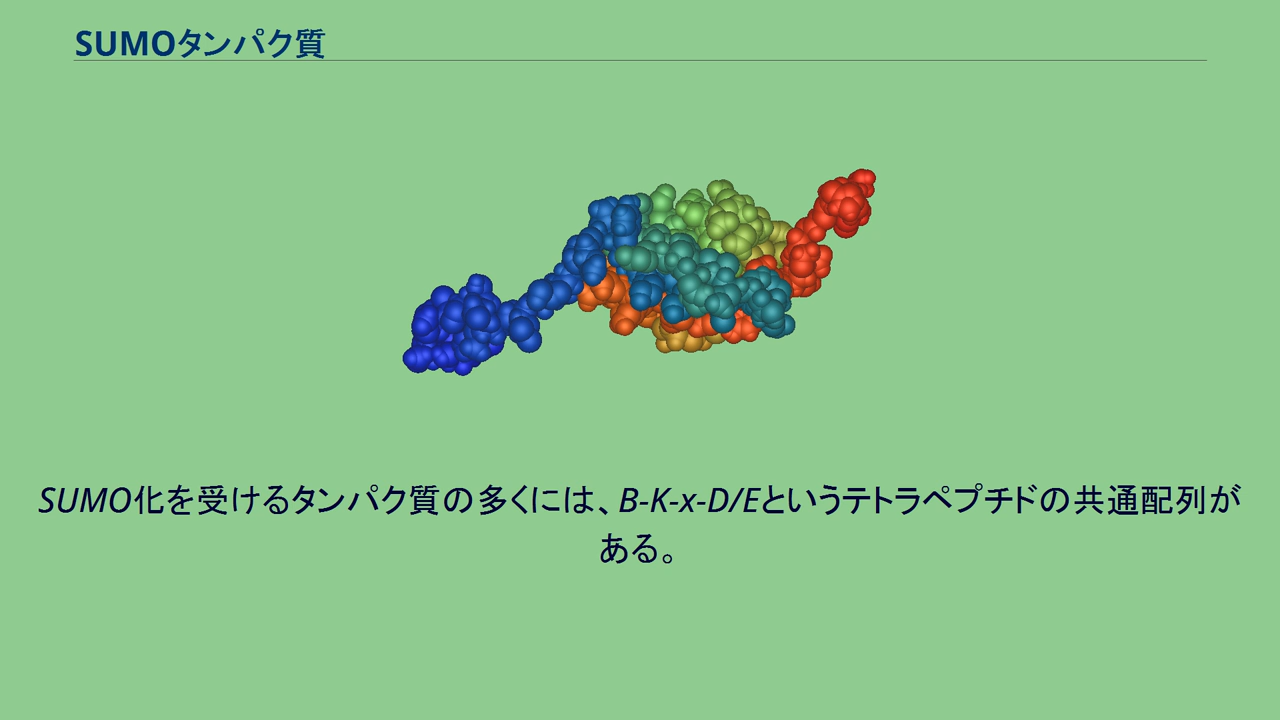 SUMOタンパク質
SUMO化を受けるタンパク質の多くには、B-K-x-D/Eというテトラペプチドの共通配列が
ある。